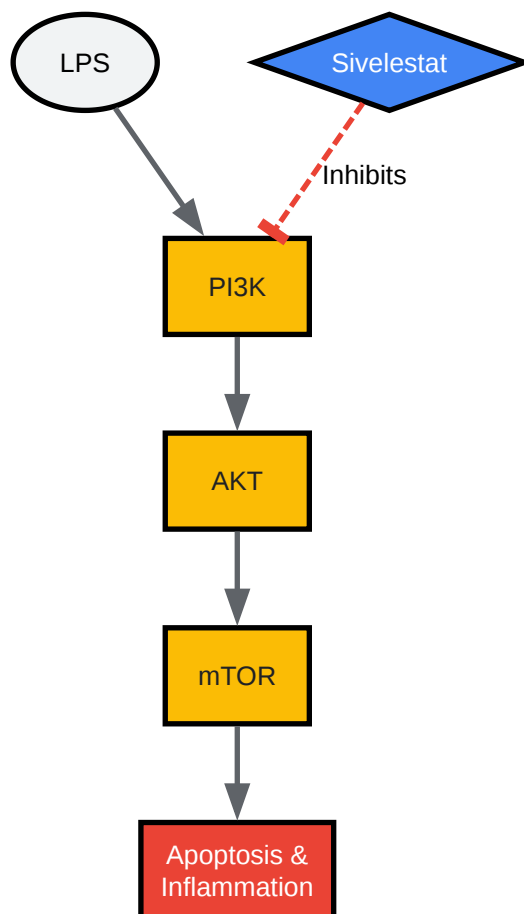 LPS
Sivelestat
Inhibits
PI3K
AKT
mTOR
Apoptosis &
Inflammation